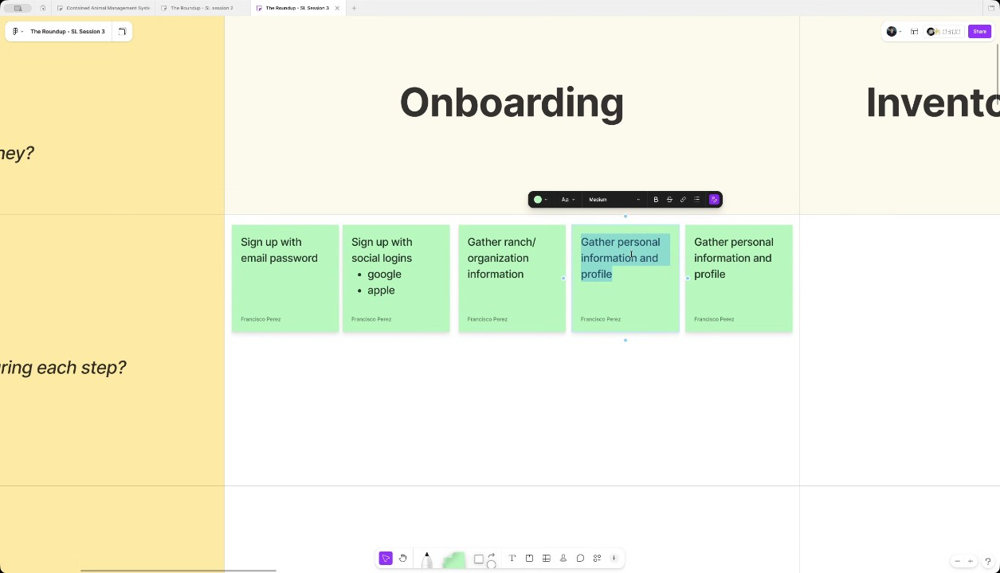 Contained Animal Management Syste
The Roundup - SL session 2
The Roundup - SL Session 3
The Roundup - SL Session 3
Share
Onboarding
Invento
ney?
Aa
Medium
B
S
Sign up with
email password
Francisco Perez
Sign up with
social logins
• google
• apple
Francisco Perez
Gather ranch/
organization
information
Francisco Perez
Gather personal
information and
profile
Francisco Perez
Gather personal
information and
profile
Francisco Perez
uring each step?
T
?